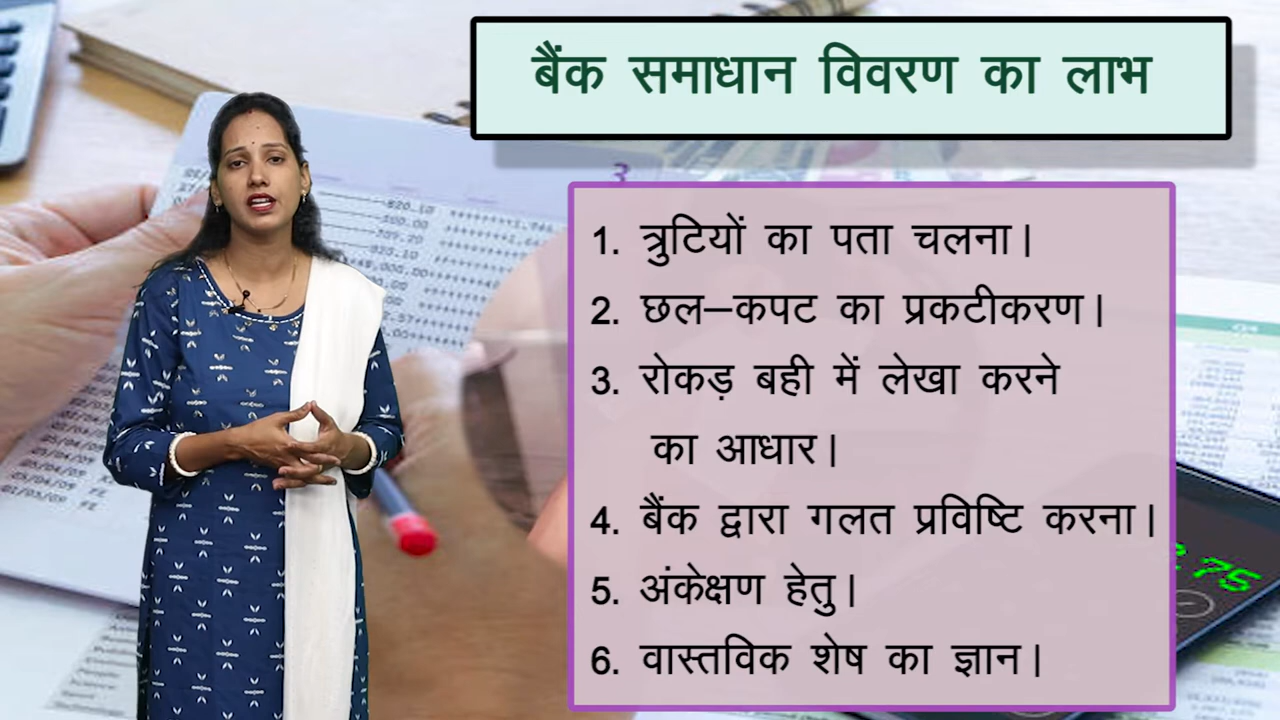 बैंक समाधान विवरण का लाभ
1. त्रुटियों का पता चलना।
2. छल–कपट का प्रकटीकरण।
3. रोकड़ बही में लेखा करने
का आधार।
4. बैंक द्वारा गलत प्रविष्टि करना।
5. अंकेक्षण हेतु।
6. वास्तविक शेष का ज्ञान।